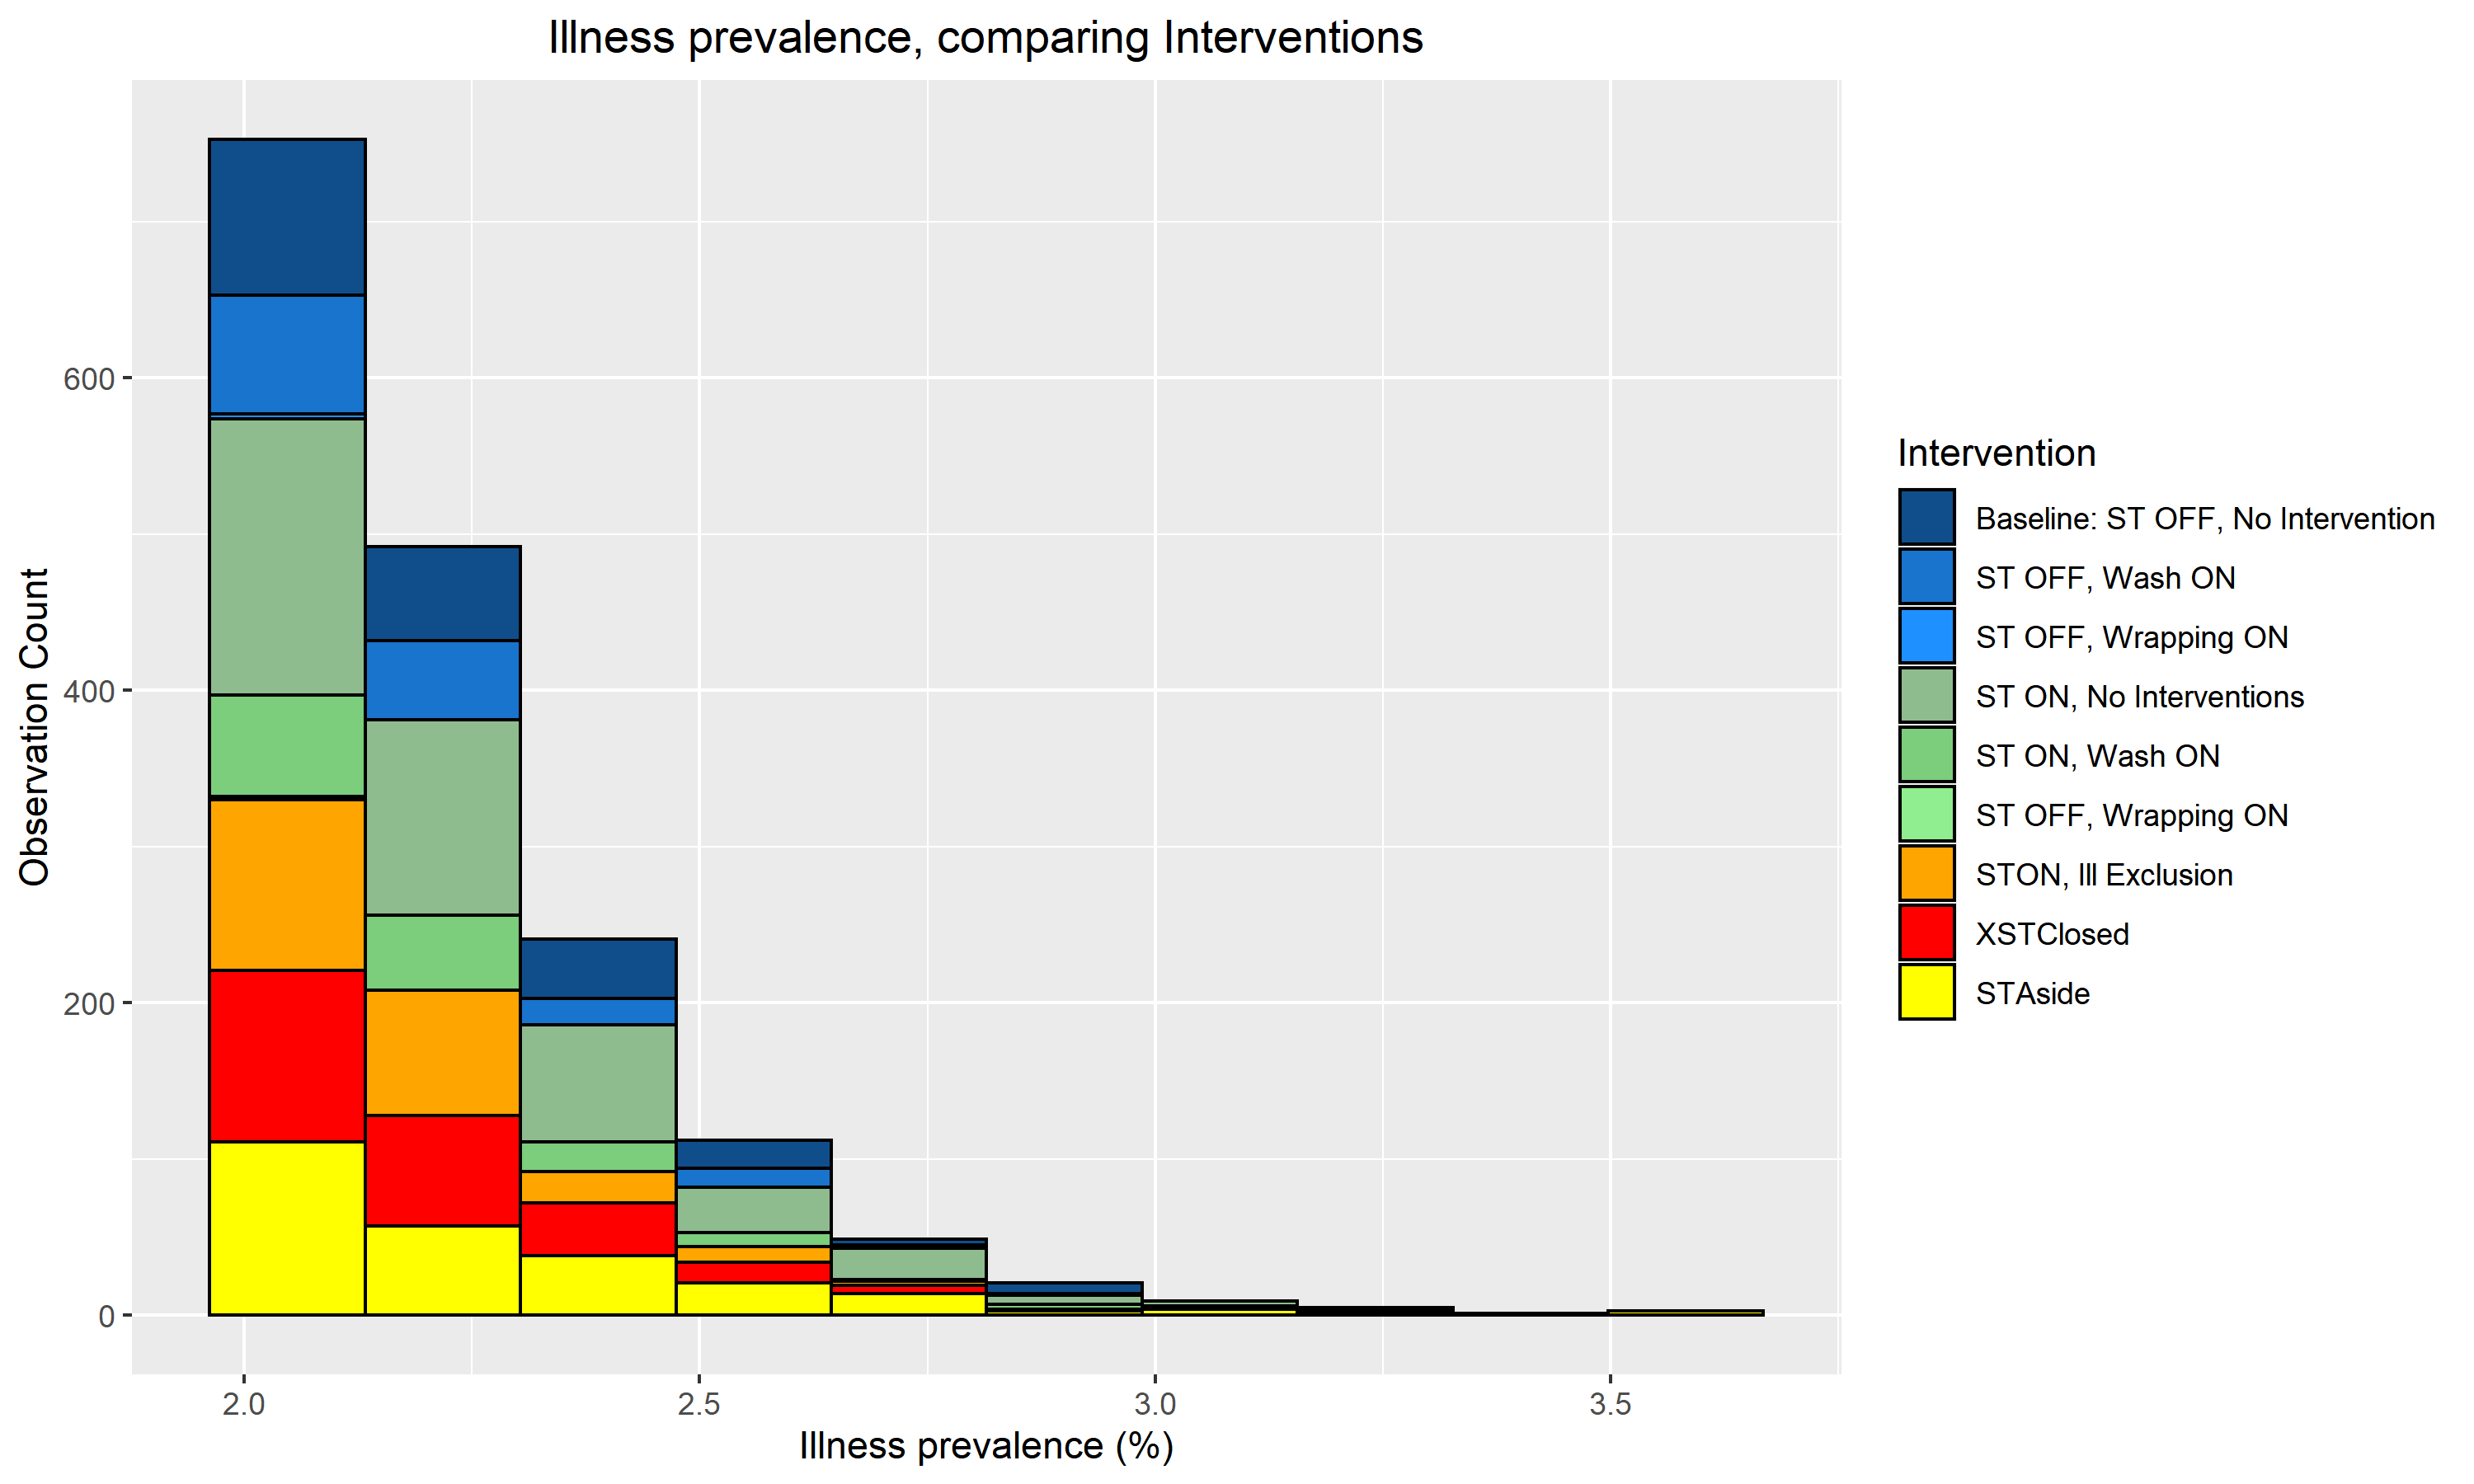 Illness prevalence, comparing Interventions
Observation Count
600
400
200
0
2.0
2.5
3.0
3.5
Illness prevalence (%)
Intervention
Baseline: ST OFF, No Intervention
ST OFF, Wash ON
ST OFF, Wrapping ON
ST ON, No Interventions
ST ON, Wash ON
ST OFF, Wrapping ON
STON, Ill Exclusion
XSTClosed
STAside